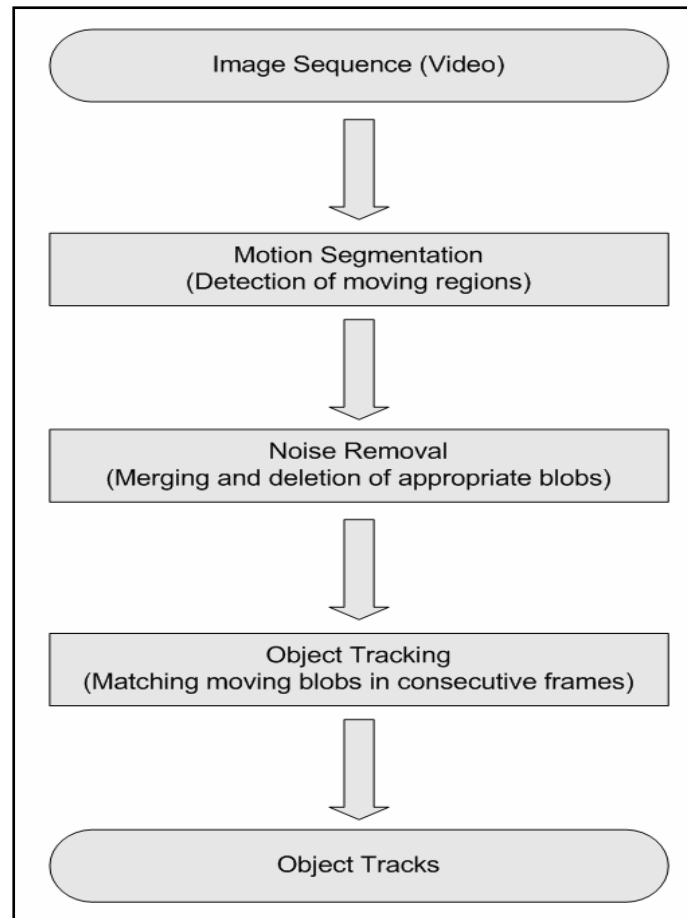 Image Sequence (Video)
Motion Segmentation
(Detection of moving regions)
Noise Removal
(Merging and deletion of appropriate blobs)
Object Tracking
(Matching moving blobs in consecutive frames)
Object Tracks